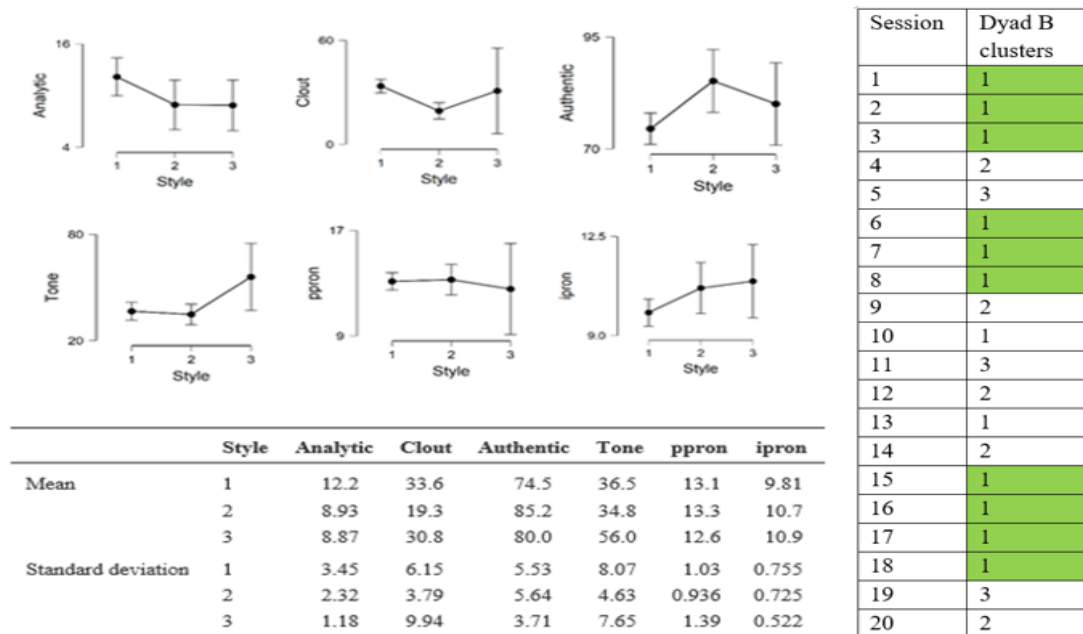 16
Analytic
4
1 2 3
Style
60
Clout
0
1 2 3
Style
95
Authentic
70
1 2 3
Style
80
Tone
20
1 2 3
Style
17
ppron
9
1 2 3
Style
12.5
ipron
9.0
1 2 3
Style
Style Analytic Clout Authentic Tone ppron ipron
Mean 1 12.2 33.6 74.5 36.5 13.1 9.81
2 8.93 19.3 85.2 34.8 13.3 10.7
3 8.87 30.8 80.0 56.0 12.6 10.9
Standard deviation 1 3.45 6.15 5.53 8.07 1.03 0.755
2 2.32 3.79 5.64 4.63 0.936 0.725
3 1.18 9.94 3.71 7.65 1.39 0.522
Session Dyad B
clusters
1 1
2 1
3 1
4 2
5 3
6 1
7 1
8 1
9 2
10 1
11 3
12 2
13 1
14 2
15 1
16 1
17 1
18 1
19 3
20 2